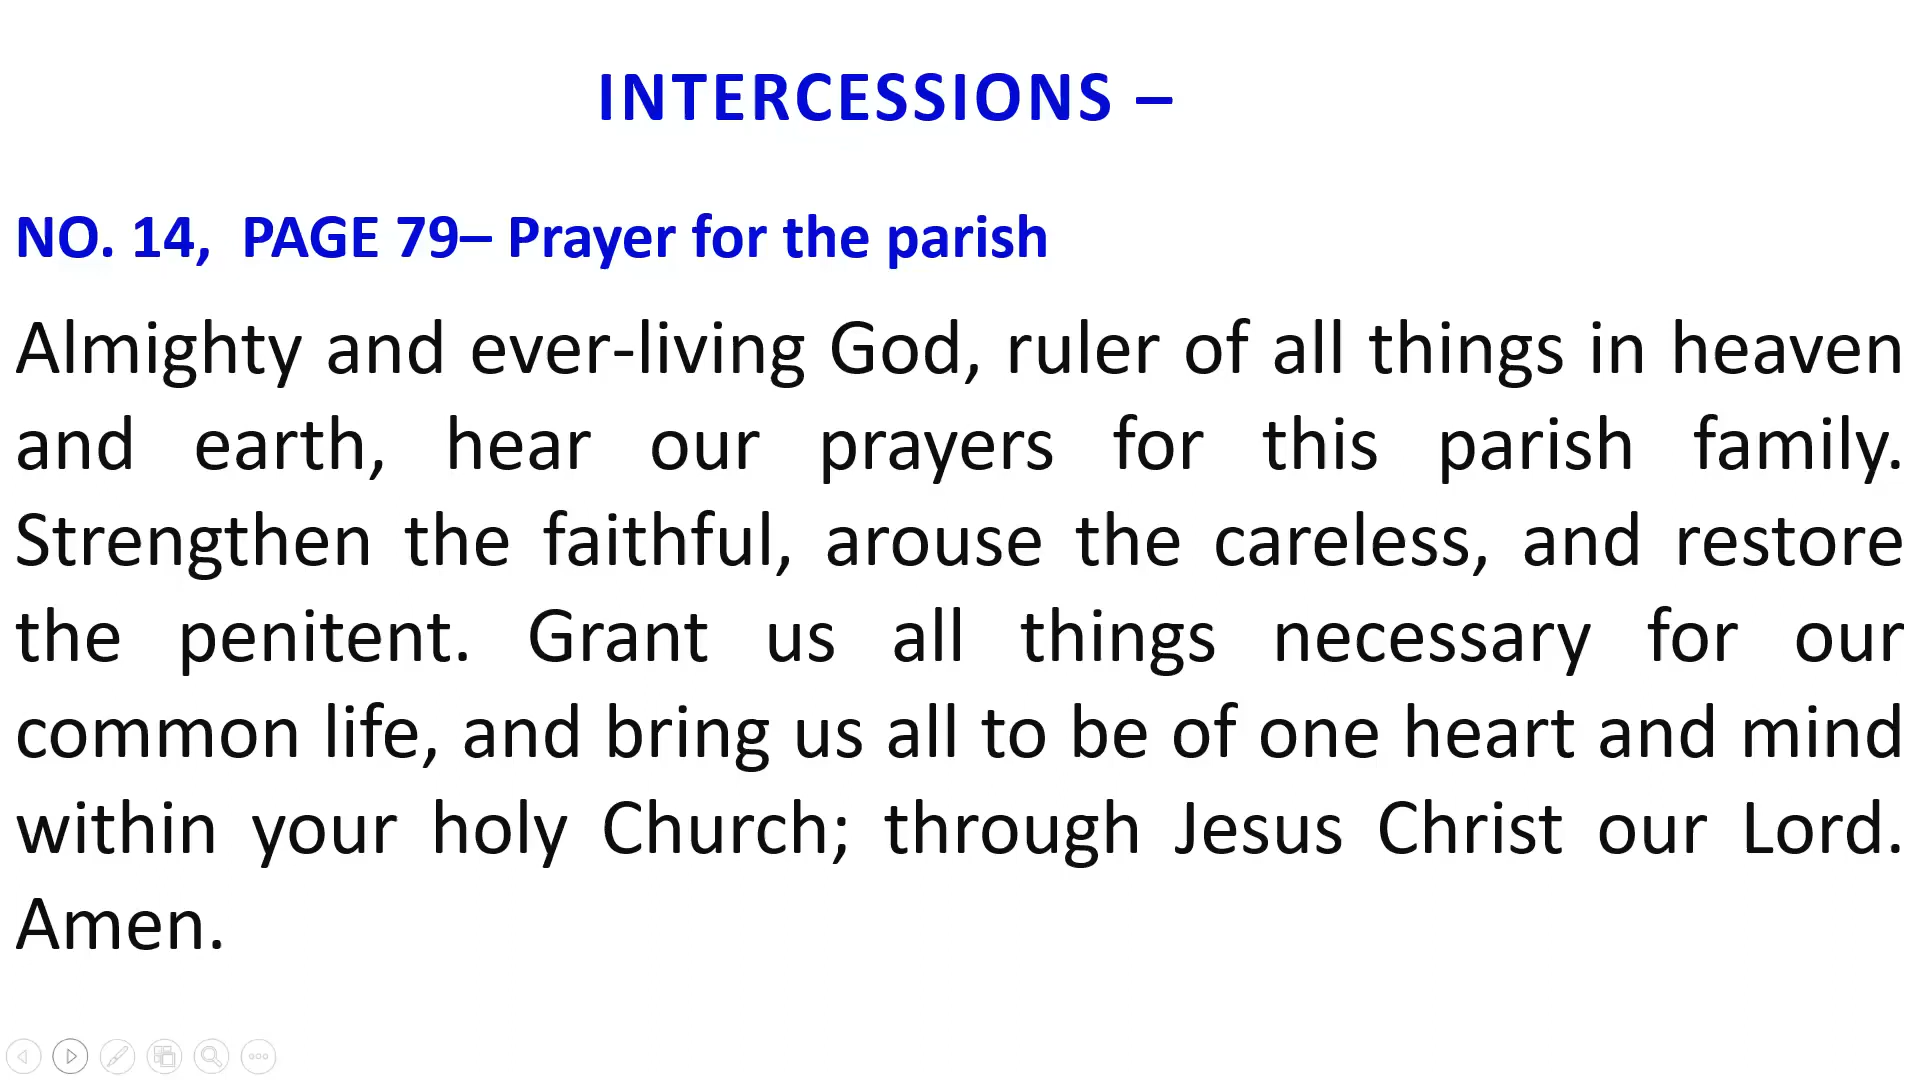 INTERCESSIONS –
NO. 14,  PAGE 79– Prayer for the parish
Almighty and ever-living God, ruler of all things in heaven
and earth, hear our prayers for this parish family.
Strengthen the faithful, arouse the careless, and restore
the penitent. Grant us all things necessary for our
common life, and bring us all to be of one heart and mind
within your holy Church; through Jesus Christ our Lord.
Amen.